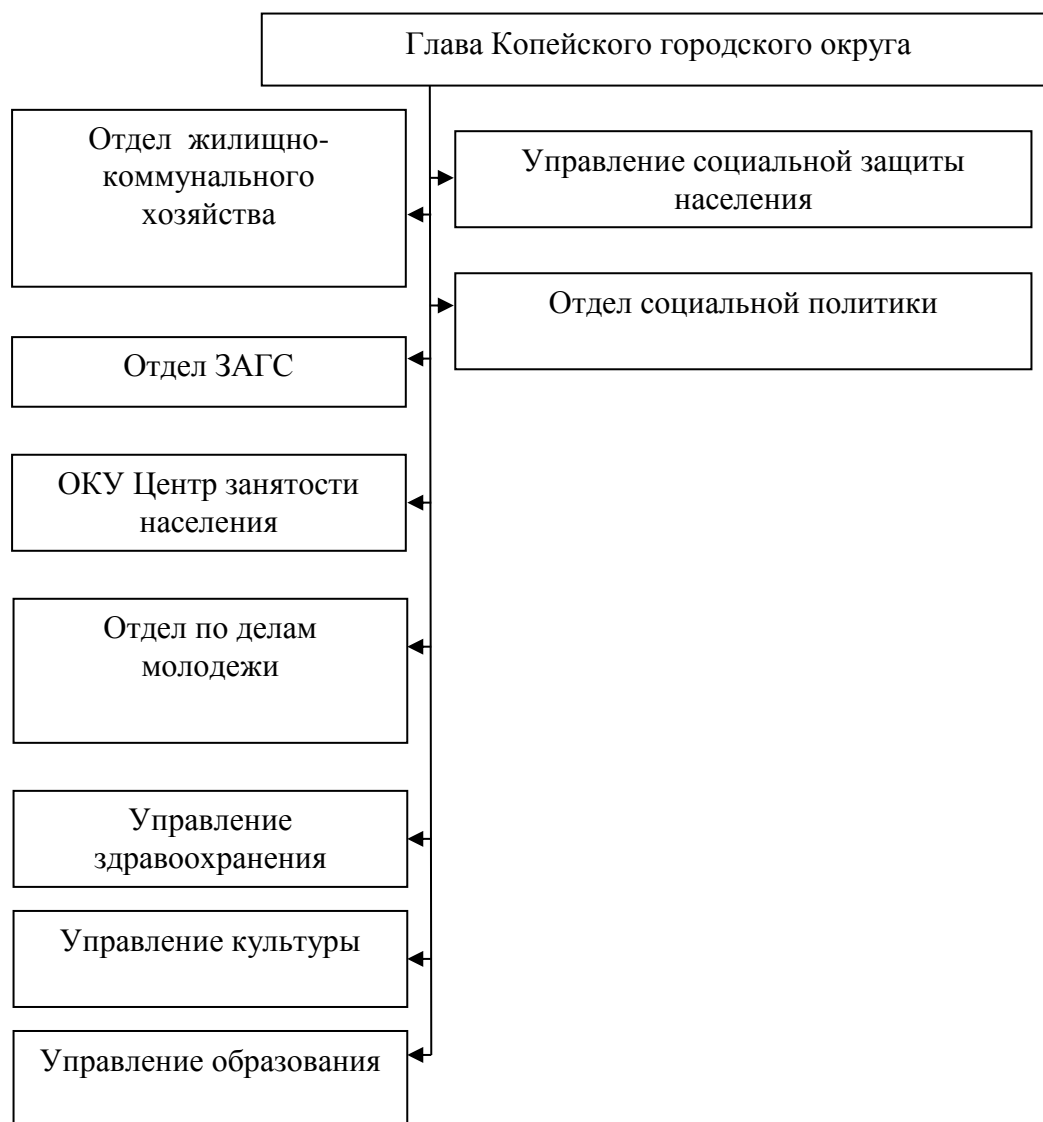 Глава Копейского городского округа
Отдел жилищно-
коммунального
хозяйства
Управление социальной защиты
населения
Отдел социальной политики
Отдел ЗАГС
ОКУ Центр занятости
населения
Отдел по делам
молодежи
Управление
здравоохранения
Управление культуры
Управление образования